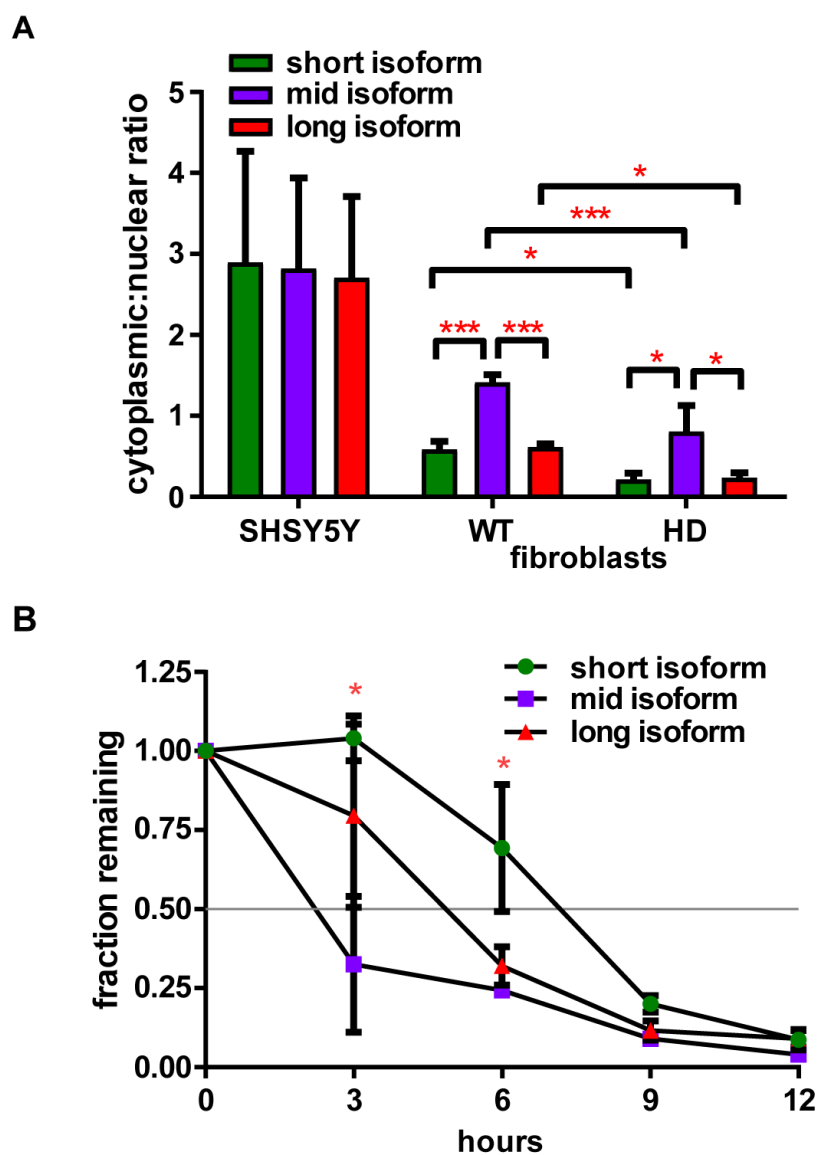 A
short isoform
mid isoform
long isoform
cytoplasmic:nuclear ratio
5
4
3
2
1
0
*
***
*
*** ***
* *
SHSY5Y WT HD
fibroblasts
B
short isoform
mid isoform
long isoform
fraction remaining
1.25
1.00
0.75
0.50
0.25
0.00
*
*
0 3 6 9 12
hours